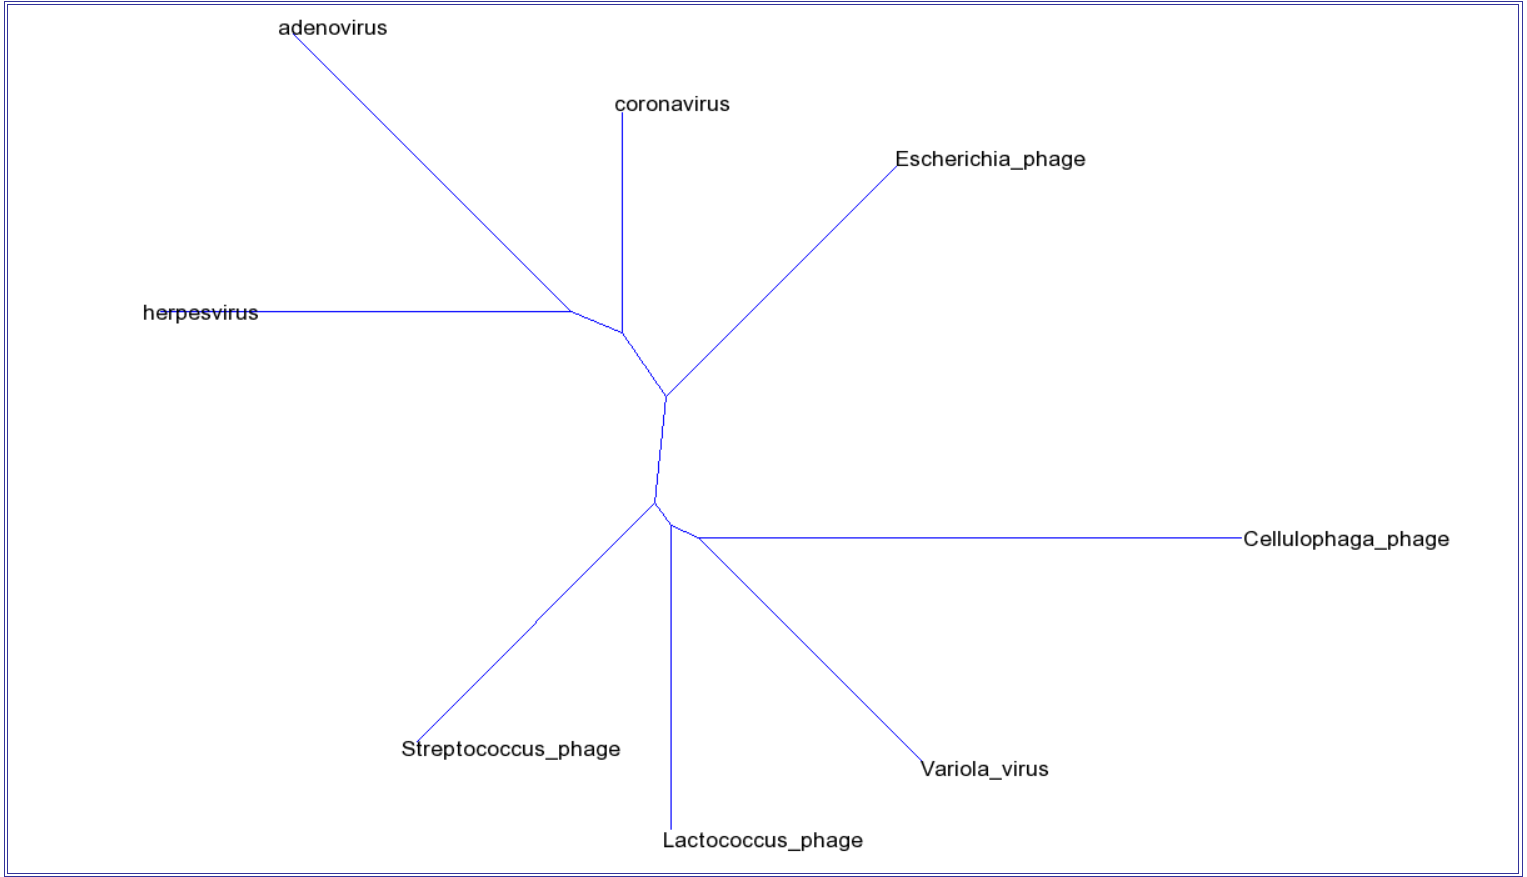 adenovirus
coronavirus
Escherichia_phage
herpesvirus
Cellulophaga_phage
Streptococcus_phage
Variola_virus
Lactococcus_phage